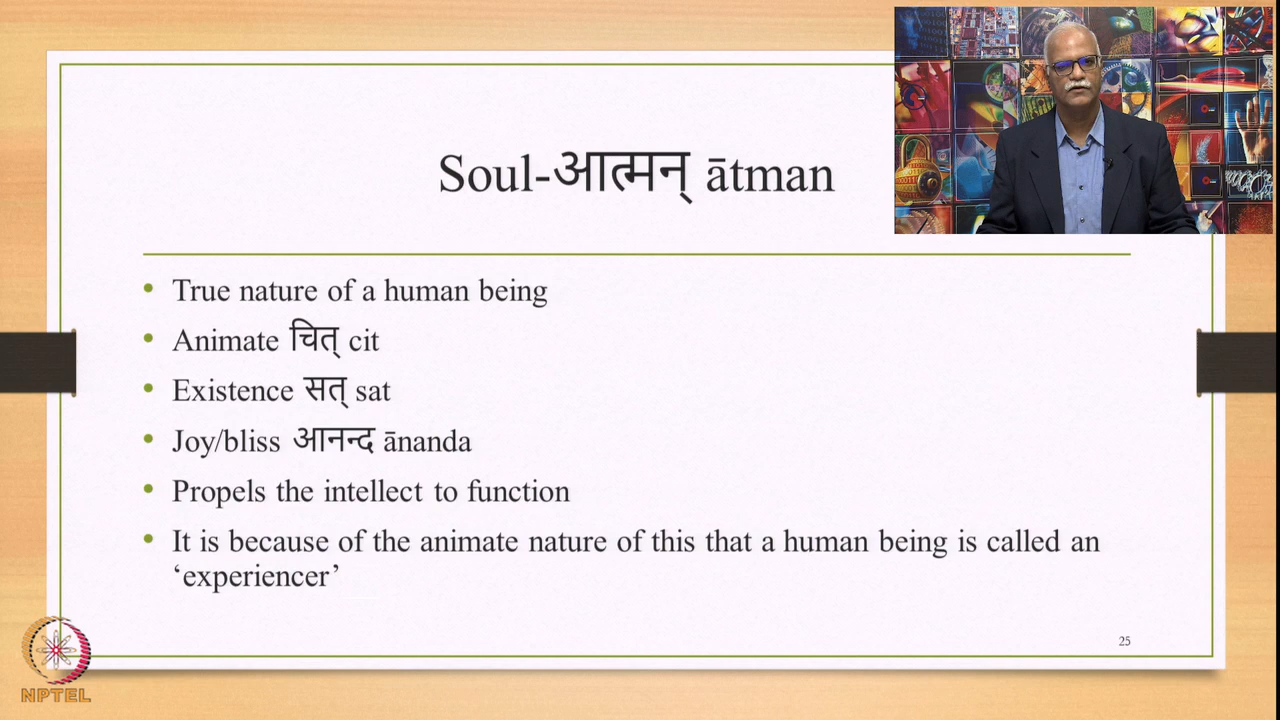 Soul-आत्मन् ātman
True nature of a human being
Animate चित् cit
Existence सत् sat
Joy/bliss आनन्द ānanda
Propels the intellect to function
It is because of the animate nature of this that a human being is called an
‘experiencer’
25
NPTEL